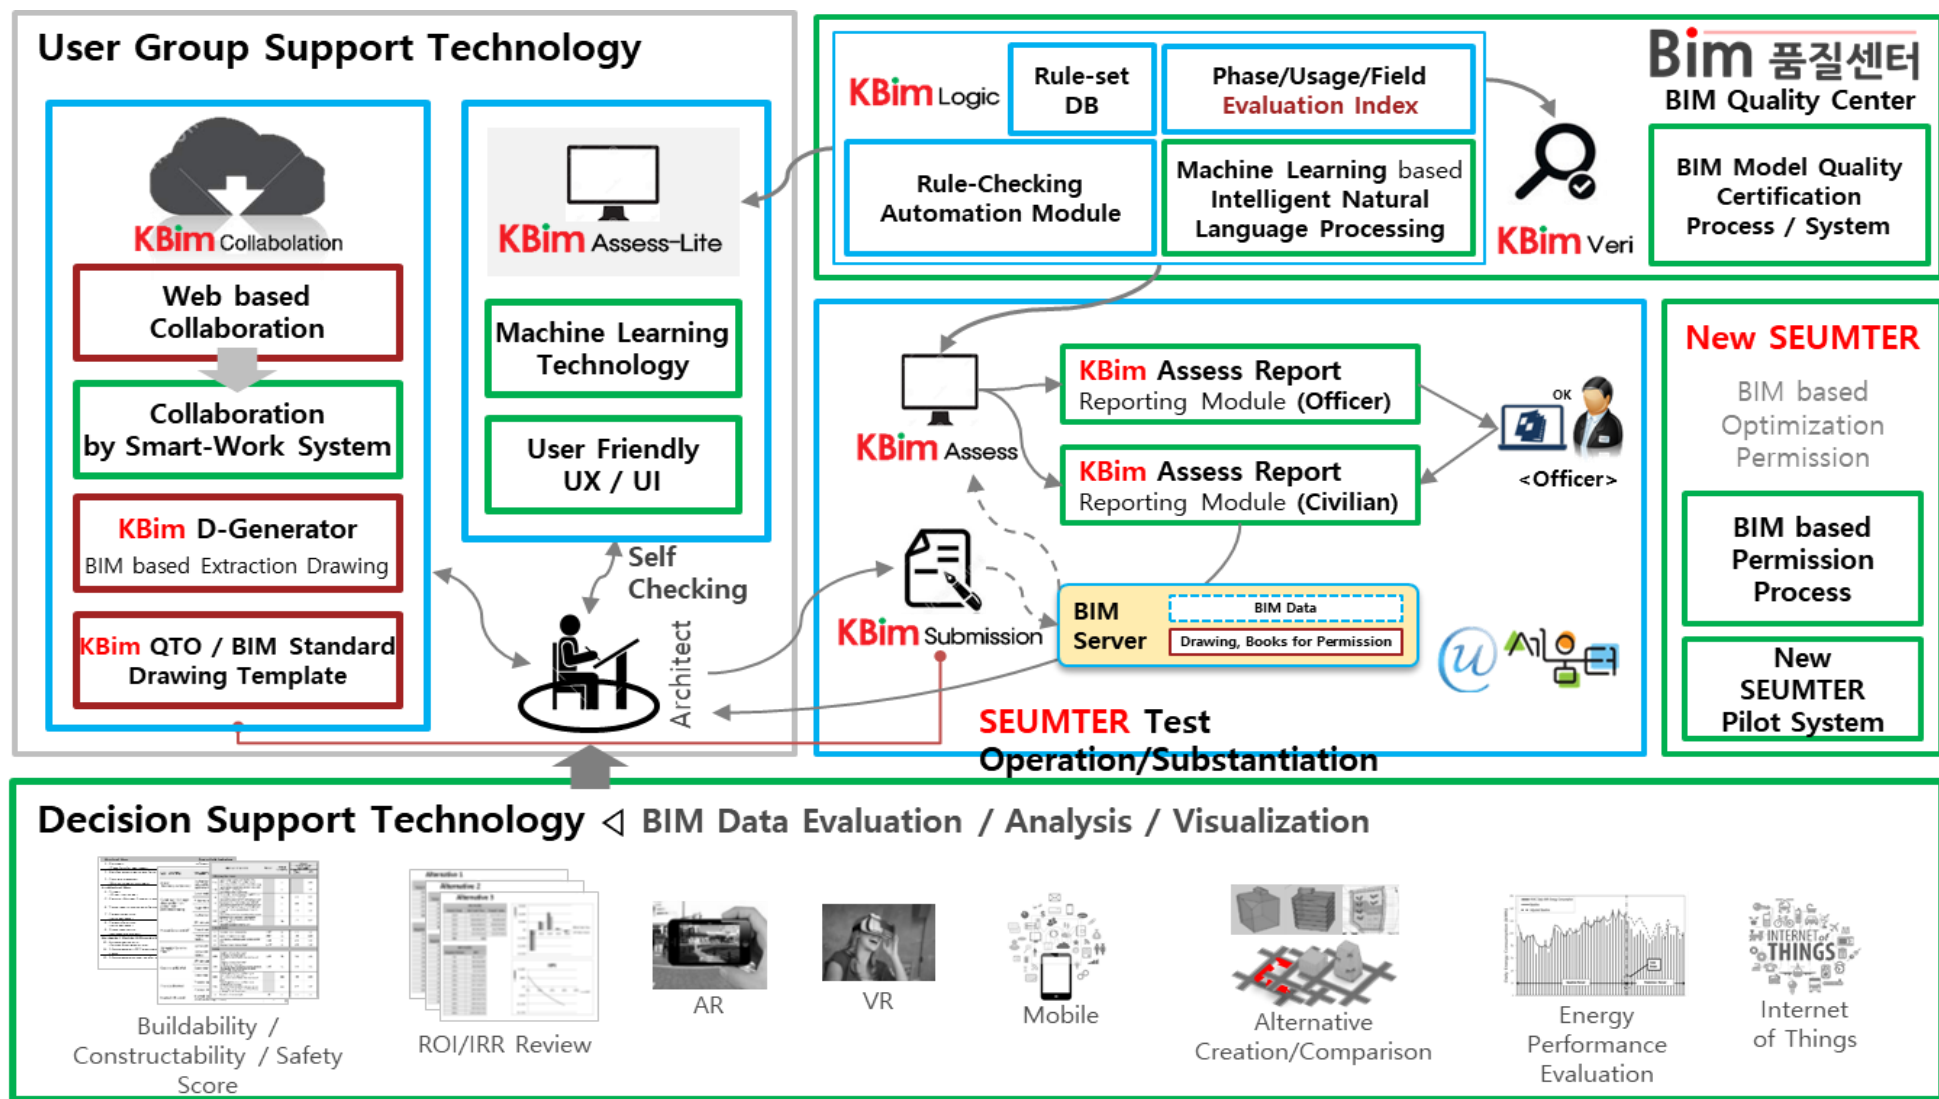 User Group Support Technology
KBim Collabolation
Web based
Collaboration
Collaboration
by Smart-Work System
KBim D-Generator
BIM based Extraction Drawing
KBim QTO / BIM Standard
Drawing Template
KBim Assess-Lite
Machine Learning
Technology
User Friendly
UX / UI
Self
Checking
Architect
KBim Logic
Rule-set
DB
Phase/Usage/Field
Evaluation Index
Rule-Checking
Automation Module
Machine Learning based
Intelligent Natural
Language Processing
KBim Veri
Bim 품질센터
BIM Quality Center
BIM Model Quality
Certification
Process / System
KBim Assess
KBim Assess Report
Reporting Module (Officer)
KBim Assess Report
Reporting Module (Civilian)
OK
<Officer>
KBim Submission
BIM
Server
BIM Data
Drawing, Books for Permission
SEUMTER Test
Operation/Substantiation
New SEUMTER
BIM based
Optimization
Permission
BIM based
Permission
Process
New
SEUMTER
Pilot System
Decision Support Technology ◁ BIM Data Evaluation / Analysis / Visualization
Buildability /
Constructability / Safety
Score
Alternative 1
Alternative 2
Alternative 3
ROI/IRR Review
AR
VR
Mobile
Alternative
Creation/Comparison
Energy
Performance
Evaluation
INTERNET of
THINGS
Internet
of Things